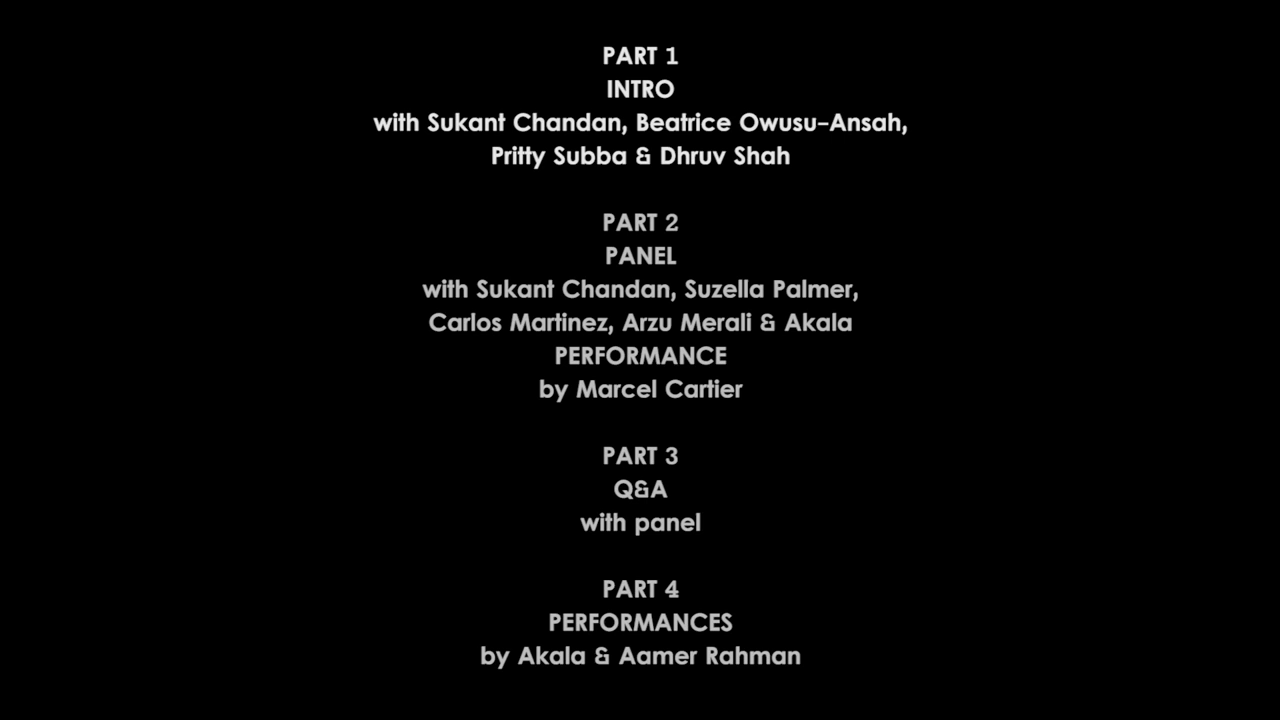 PART 1
INTRO
with Sukant Chandan, Beatrice Owusu-Ansah,
Pritty Subba & Dhruv Shah
PART 2
PANEL
with Sukant Chandan, Suzella Palmer,
Carlos Martinez, Arzu Merali & Akala
PERFORMANCE
by Marcel Cartier
PART 3
Q&A
with panel
PART 4
PERFORMANCES
by Akala & Aamer Rahman